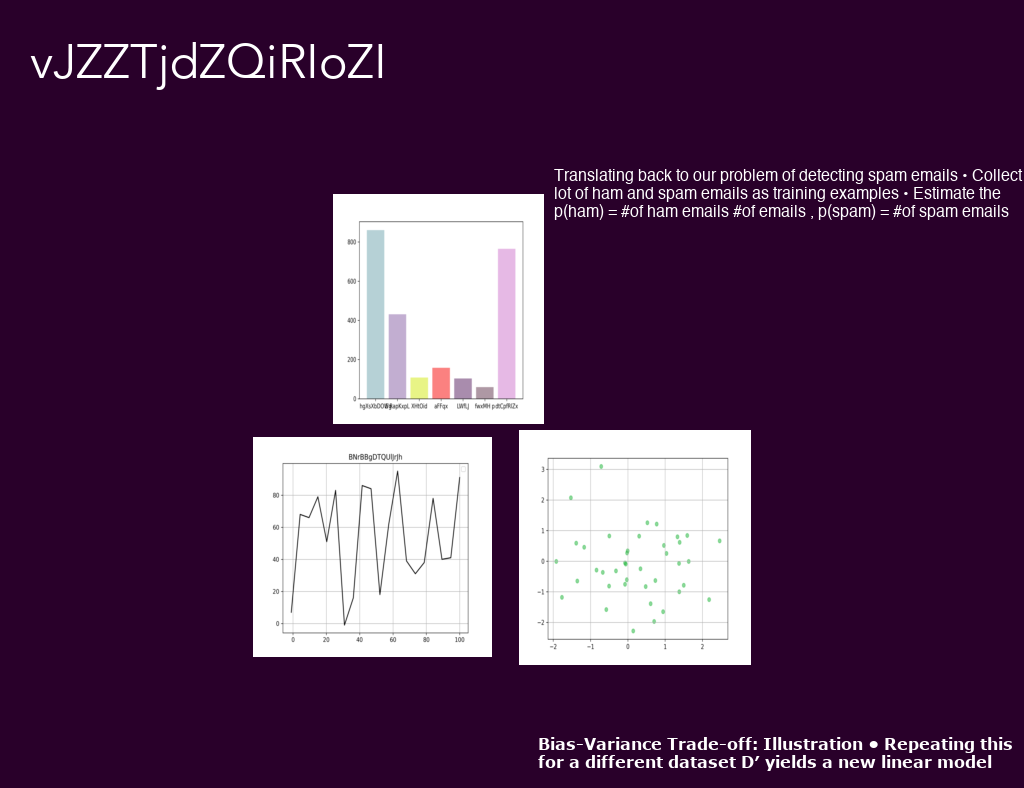 vJZZTjdZQiRIoZI
Translating back to our problem of detecting spam emails • Collect
lot of ham and spam emails as training examples • Estimate the
p(ham) = #of ham emails #of emails , p(spam) = #of spam emails
800
600
400
200
0
XHtOid aFfqx LWfLj fwxMH pdtCpfRIZx
BNrBBgDTQUIJrjh
80
60
40
20
0
0 20 40 60 80 100
3
2
1
0
−1
−2
−2 −1 0 1 2
Bias-Variance Trade-off: Illustration • Repeating this
for a different dataset D’ yields a new linear model